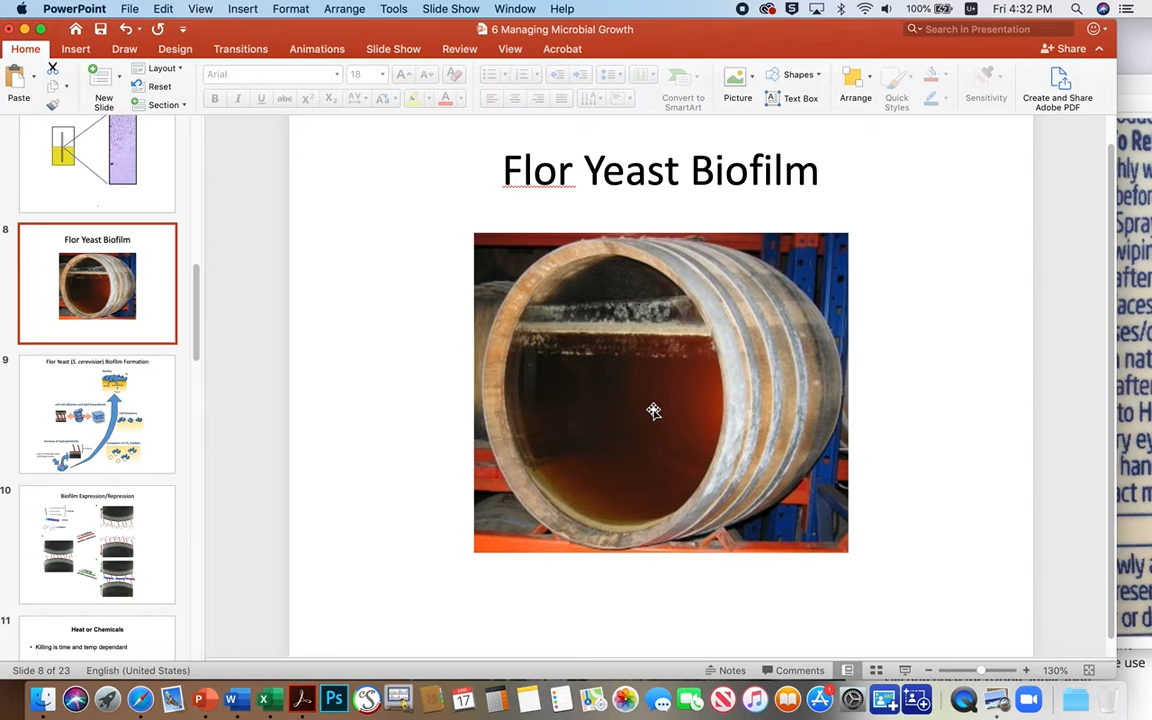 PowerPoint File Edit View Insert Format Arrange Tools Slide Show Window Help 100% Fri 4:32 PM
6 Managing Microbial Growth
Search in Presentation
Home Insert Draw Design Transitions Animations Slide Show Review View Acrobat Share
Paste
New Slide
Layout
Reset
Section
Arial 18
Convert to SmartArt
Picture
Shapes
Text Box
Arrange
Quick Styles
Sensitivity
Create and Share Adobe PDF
8
Flor Yeast Biofilm
9
Flor Yeast (S. cerevisiae) Biofilm Formation
10
Biofilm Expression/Repression
11
Heat or Chemicals
• Killing is time and temp dependant
Flor Yeast Biofilm
Slide 8 of 23 English (United States) Notes Comments 130%
APR
17